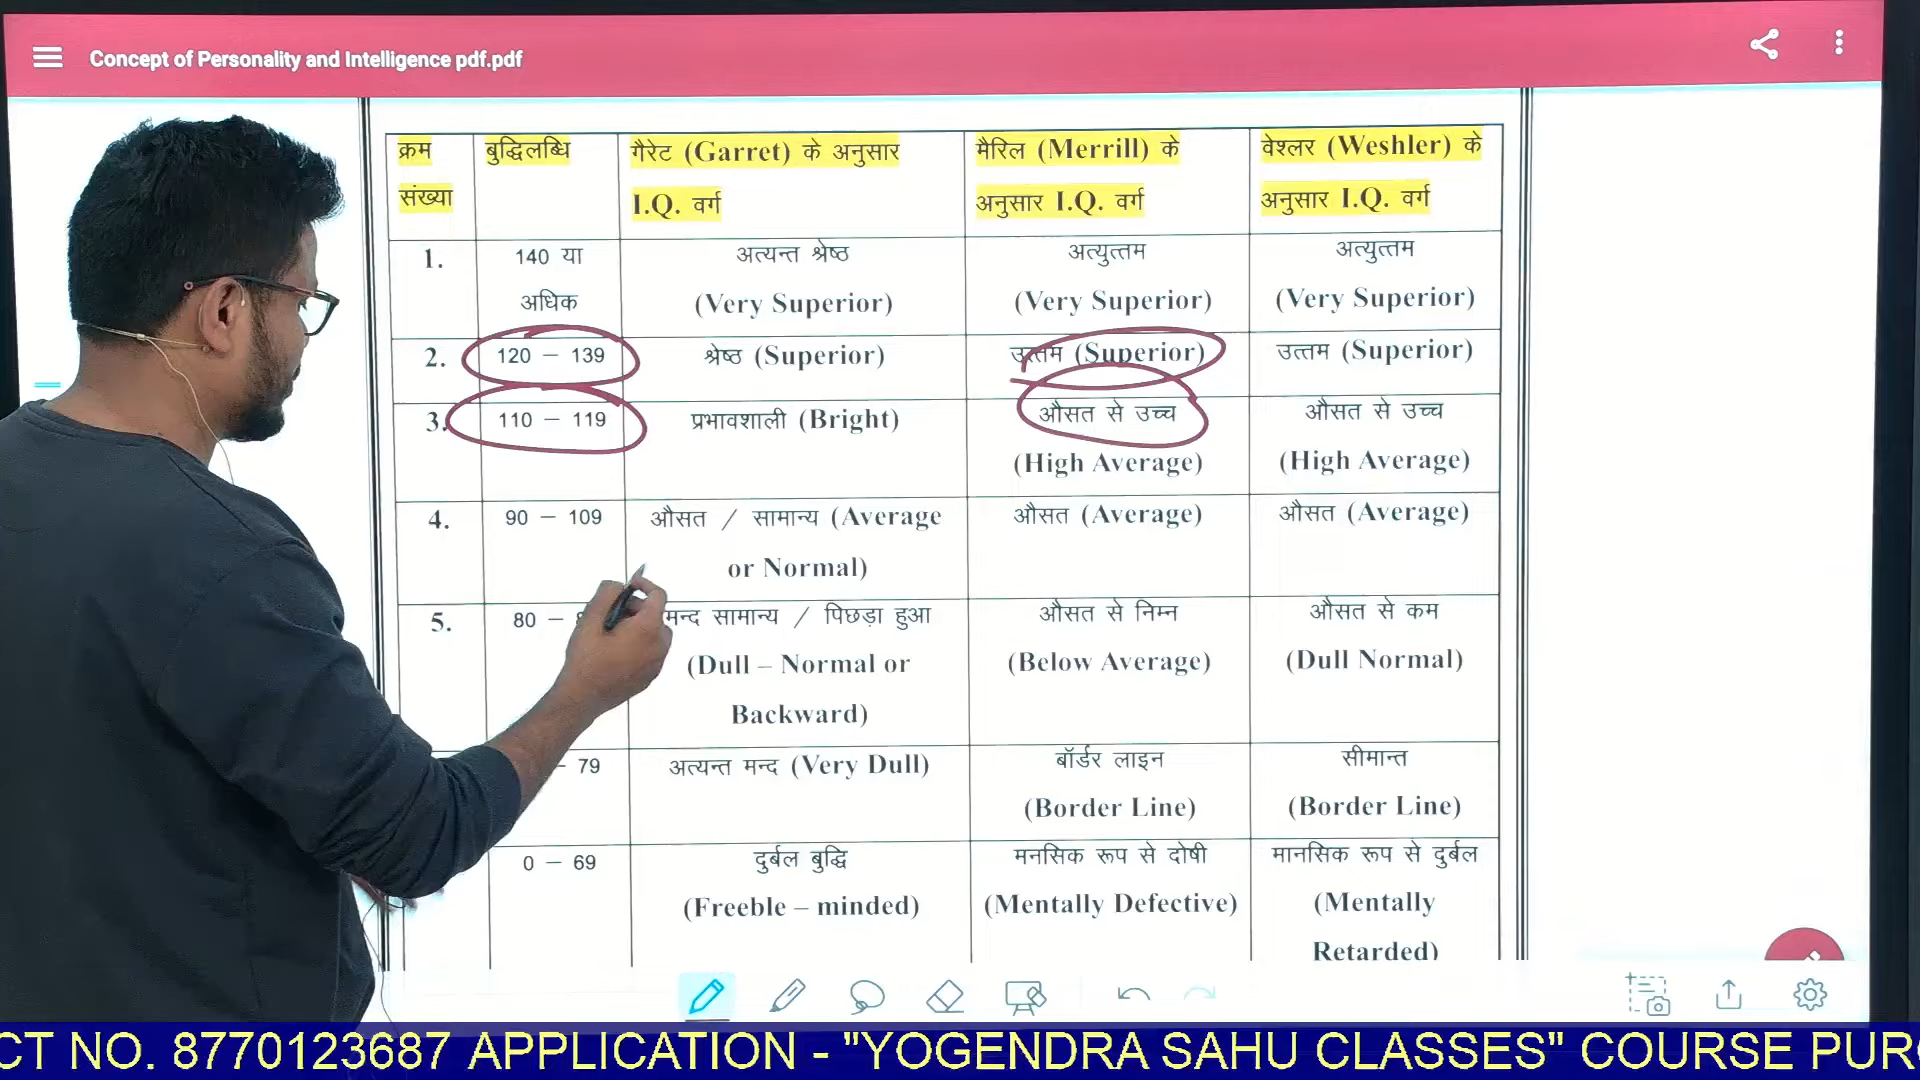 Concept of Personality and Intelligence pdf.pdf
क्रम संख्या
बुद्धिलब्धि
गैरेट (Garret) के अनुसार
I.Q. वर्ग
मैरिल (Merrill) के
अनुसार I.Q. वर्ग
वेश्लर (Weshler) के
अनुसार I.Q. वर्ग
1.
140 या
अधिक
अत्यन्त श्रेष्ठ
(Very Superior)
अत्युत्तम
(Very Superior)
अत्युत्तम
(Very Superior)
2.
120 – 139
श्रेष्ठ (Superior)
उत्तम (Superior)
उत्तम (Superior)
3.
110 – 119
प्रभावशाली (Bright)
औसत से उच्च
(High Average)
औसत से उच्च
(High Average)
4.
90 – 109
औसत / सामान्य (Average
or Normal)
औसत (Average)
औसत (Average)
5.
80 –
मन्द सामान्य / पिछड़ा हुआ
(Dull – Normal or
Backward)
औसत से निम्न
(Below Average)
औसत से कम
(Dull Normal)
– 79
अत्यन्त मन्द (Very Dull)
बॉर्डर लाइन
(Border Line)
सीमान्त
(Border Line)
0 – 69
दुर्बल बुद्धि
(Freeble – minded)
मनसिक रूप से दोषी
(Mentally Defective)
मानसिक रूप से दुर्बल
(Mentally
Retarded)
CT NO. 8770123687 APPLICATION - "YOGENDRA SAHU CLASSES" COURSE PUR